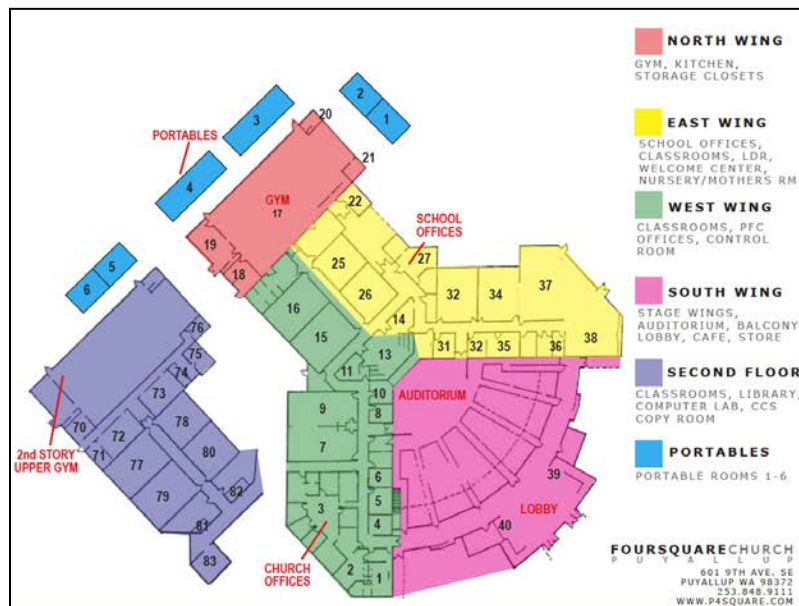 NORTH WING
GYM, KITCHEN,
STORAGE CLOSETS
EAST WING
SCHOOL OFFICES,
CLASSROOMS, LDR,
WELCOME CENTER,
NURSERY/MOTHERS RM
WEST WING
CLASSROOMS, PFC
OFFICES, CONTROL
ROOM
SOUTH WING
STAGE WINGS,
AUDITORIUM, BALCONY
LOBBY, CAFE, STORE
SECOND FLOOR
CLASSROOMS, LIBRARY,
COMPUTER LAB, CCS
COPY ROOM
PORTABLES
PORTABLE ROOMS 1-6
FOURSQUARECHURCH
PUYALLUP
601 9TH AVE. SE
PUYALLUP WA 98372
253.848.9111
WWW.P4SQUARE.COM
PORTABLES
2
1
3
4
5
6
20
21
GYM
17
19
18
22
SCHOOL
OFFICES
27
25
26
14
32
34
37
31
32
35
36
38
16
15
13
11
10
8
9
7
6
5
4
3
2
1
CHURCH
OFFICES
AUDITORIUM
39
LOBBY
40
2nd STORY
UPPER GYM
76
75
74
73
70
71
72
78
80
77
79
82
81
83